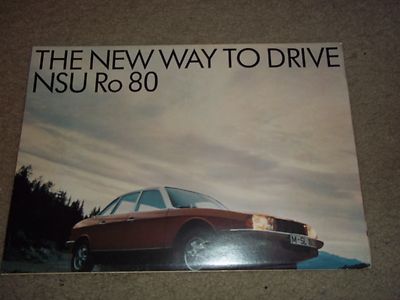 THE NEW WAY TO DRIVE
NSU Ro 80